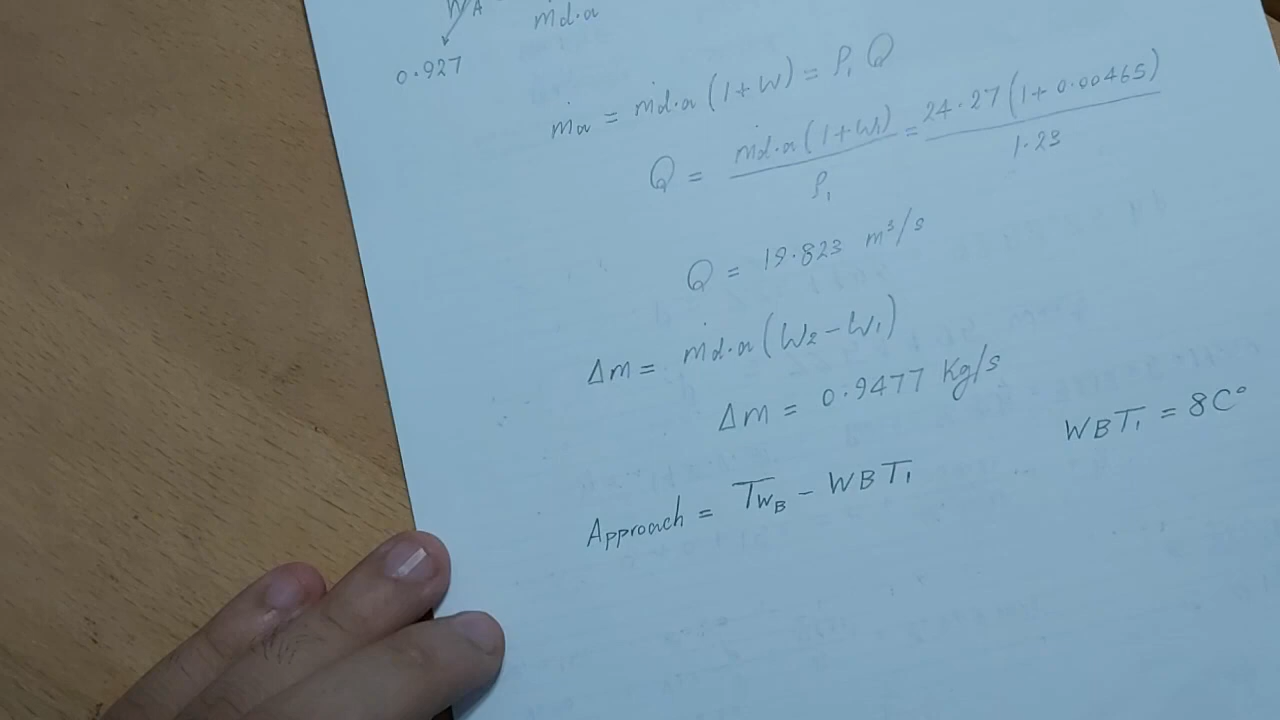 WA
ṁd.a
0.927
ṁa = ṁd.a (1+W) = ρ1 Q
Q = ṁd.a (1+W1) / ρ1 = 24.27 (1+0.00465) / 1.23
Q = 19.823 m³/s
Δm = ṁd.a (W2 - W1)
Δm = 0.9477 Kg/s
WBT1 = 8C°
Approach = TWB - WBT1